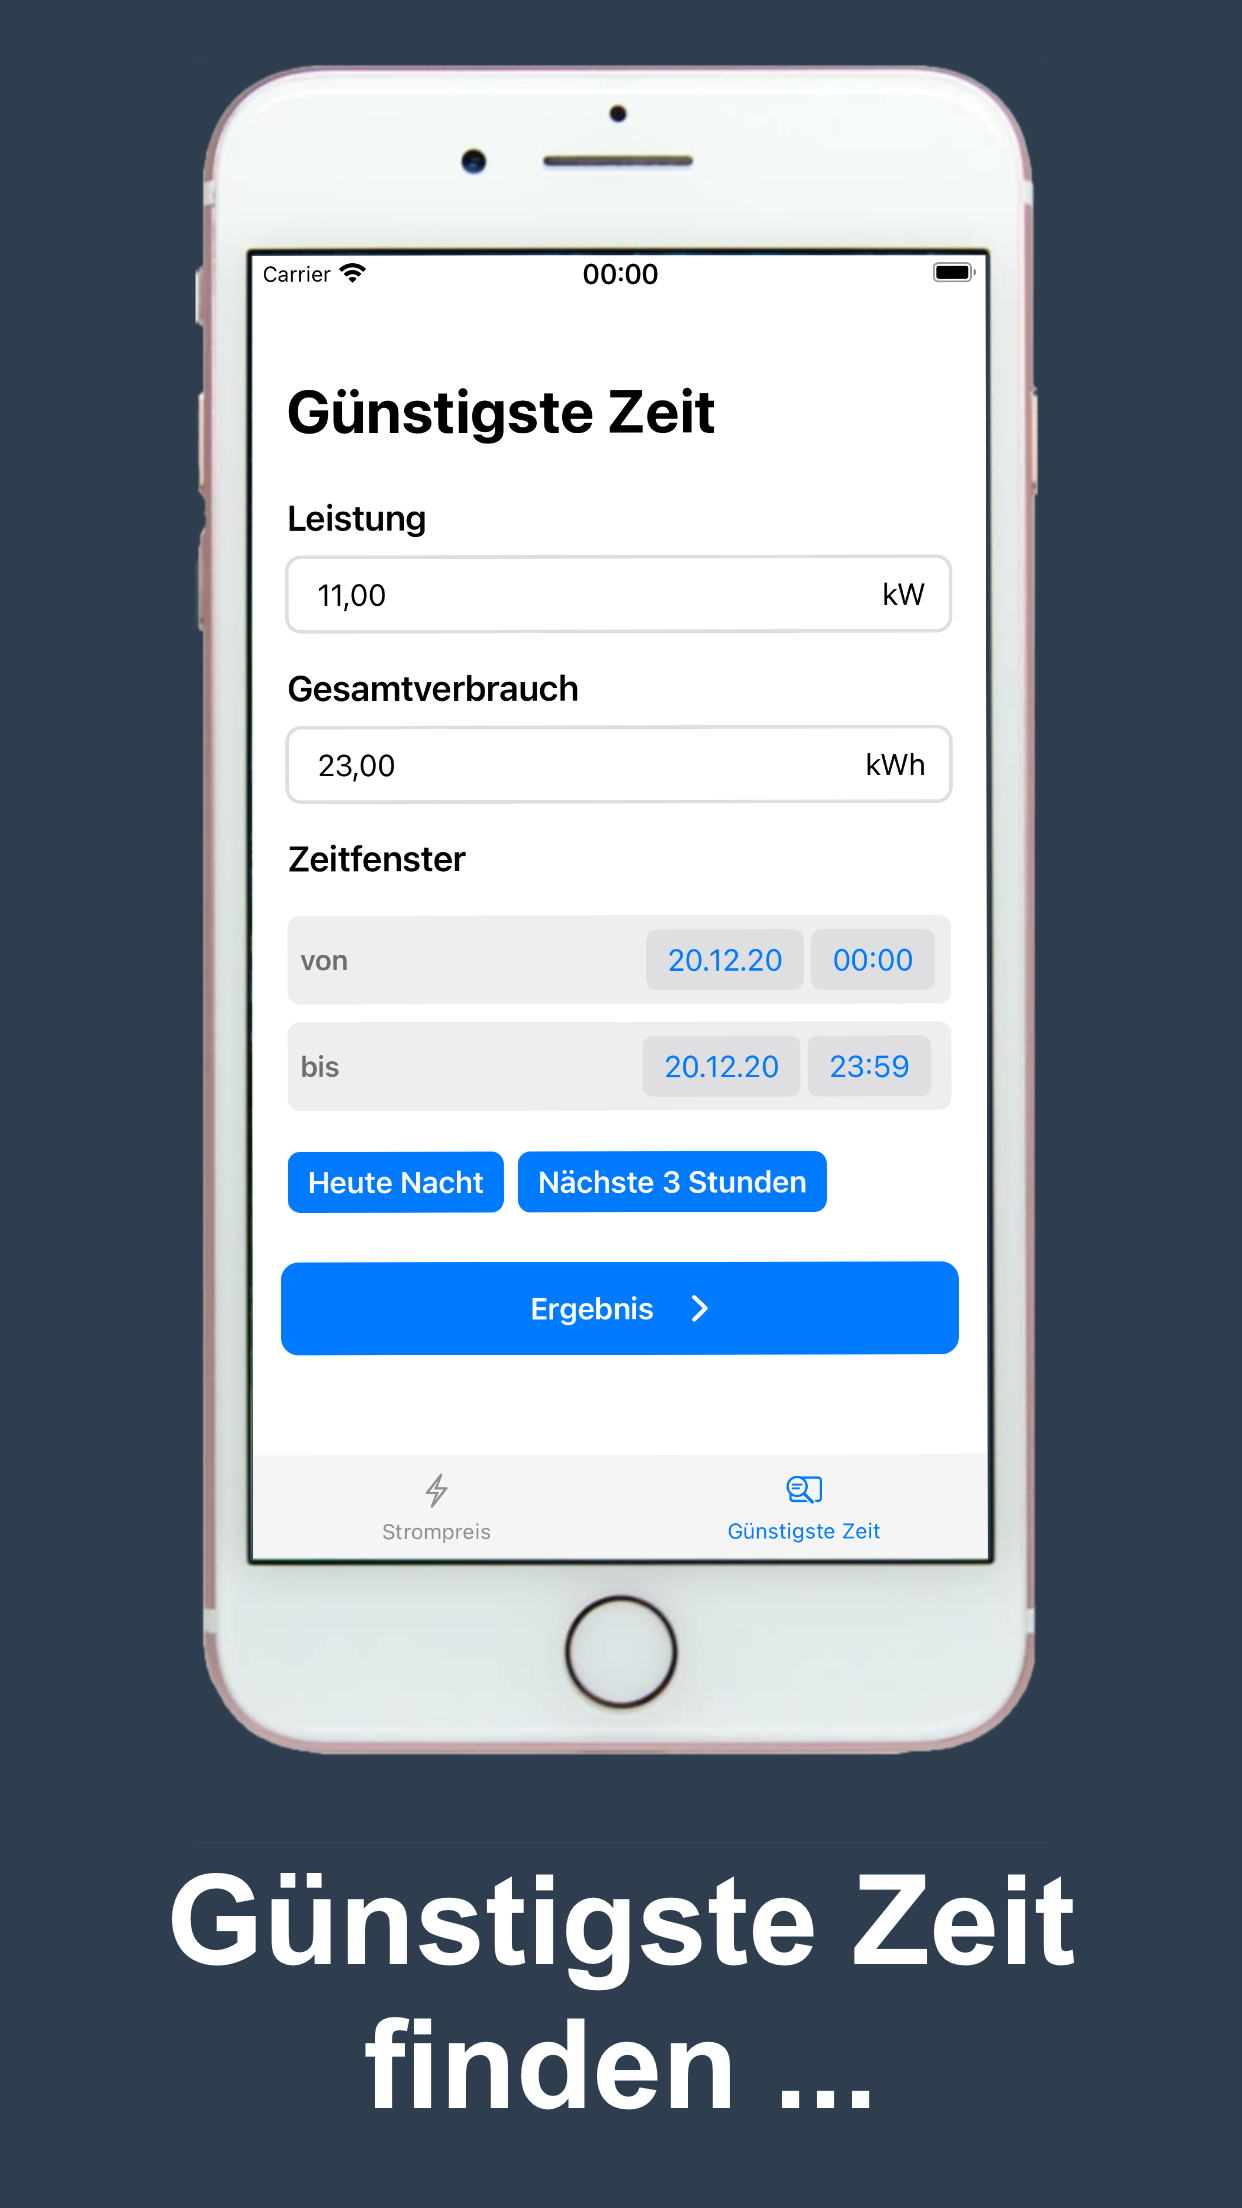 Carrier 00:00
Günstigste Zeit
Leistung
11,00 kW
Gesamtverbrauch
23,00 kWh
Zeitfenster
von 20.12.20 00:00
bis 20.12.20 23:59
Heute Nacht Nächste 3 Stunden
Ergebnis
Strompreis Günstigste Zeit
Günstigste Zeit
finden ...